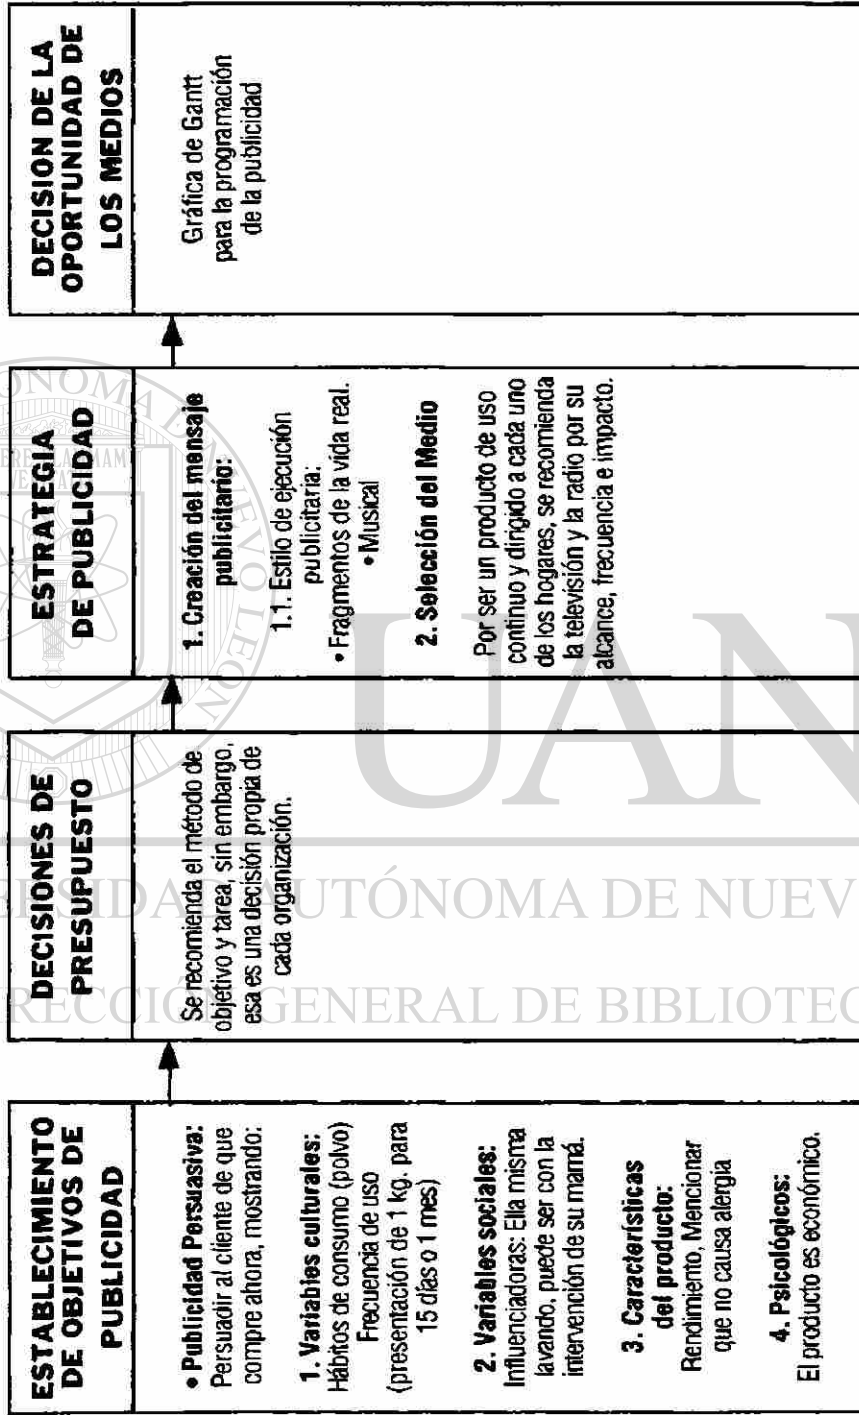 ESTABLECIMIENTO
DE OBJETIVOS DE
PUBLICIDAD
• Publicidad Persuasiva:
Persuadir al cliente de que
compre ahora, mostrando:
1. Variables culturales:
Hábitos de consumo (polvo)
Frecuencia de uso
(presentación de 1 kg. para
15 días o 1 mes)
2. Variables sociales:
Influenciadoras: Ella misma
lavando, puede ser con la
intervención de su mamá.
3. Características
del producto:
Rendimiento, Mencionar
que no causa alergia
4. Psicológicos:
El producto es económico.
DECISIONES DE
PRESUPUESTO
Se recomienda el método de
objetivo y tarea, sin embargo,
esa es una decisión propia de
cada organización.
ESTRATEGIA
DE PUBLICIDAD
1. Creación del mensaje
publicitario:
1.1. Estilo de ejecución
publicitaria:
• Fragmentos de la vida real.
• Musical
2. Selección del Medio
Por ser un producto de uso
continuo y dirigido a cada uno
de los hogares, se recomienda
la televisión y la radio por su
alcance, frecuencia e impacto.
DECISION DE LA
OPORTUNIDAD DE
LOS MEDIOS
Gráfica de Gantt
para la programación
de la publicidad
UAN
AUTÓNOMA DE NUEV
GENERAL DE BIBLIOTEC